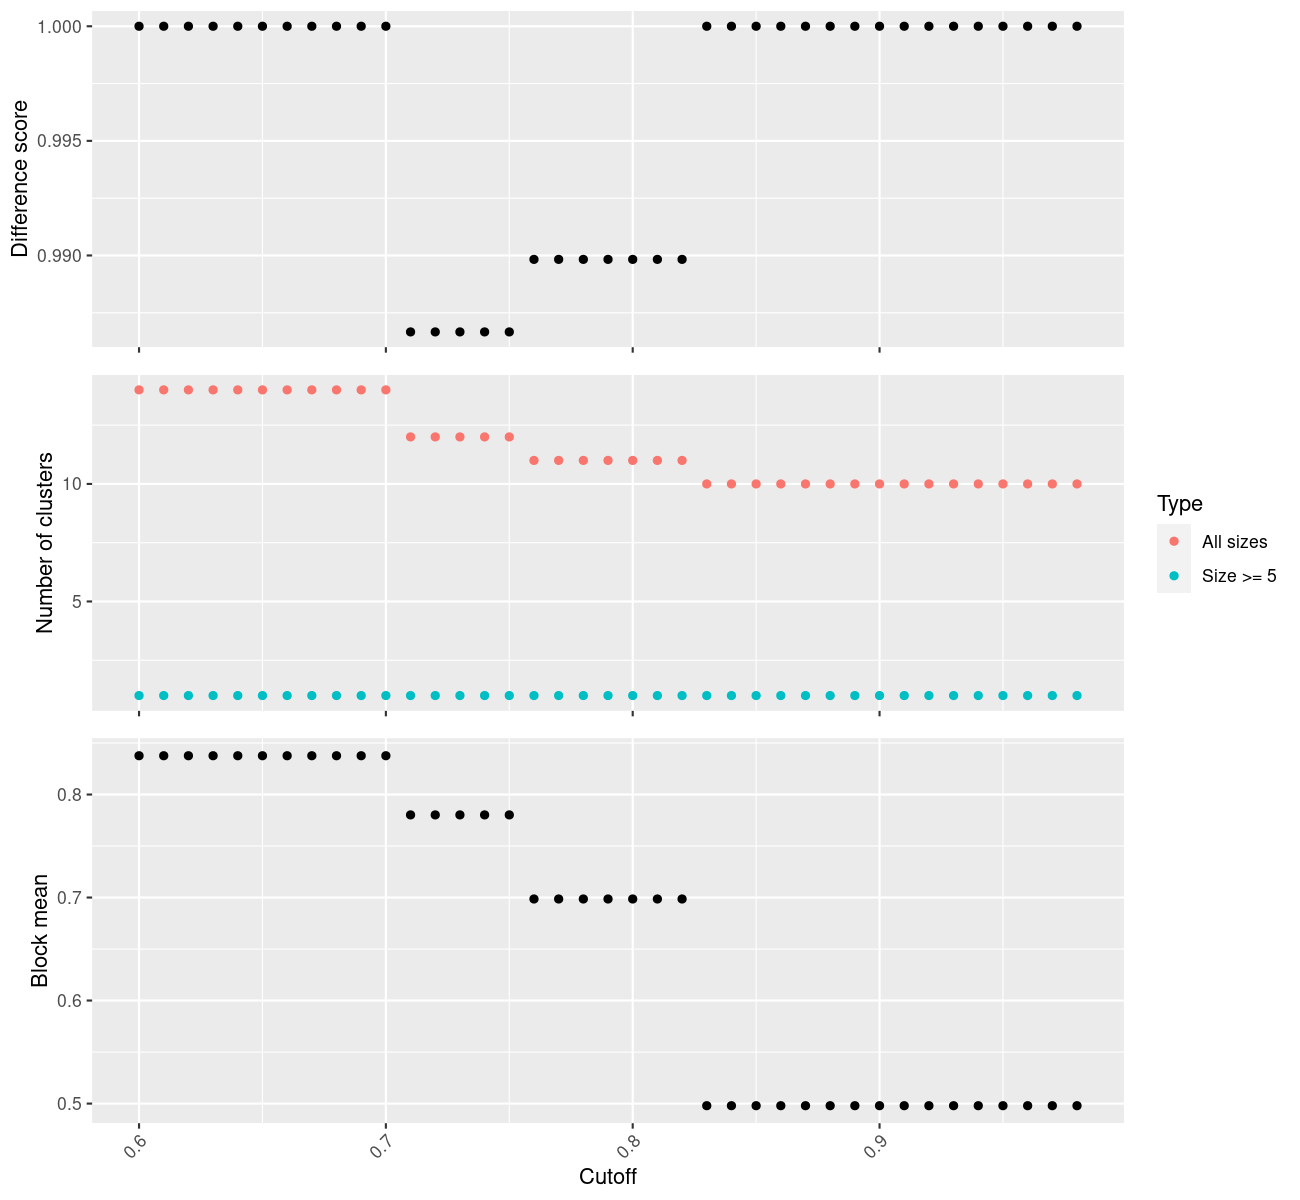 1.000
0.995
0.990
Difference score
10
5
Number of clusters
Type
All sizes
Size >= 5
0.8
0.7
0.6
0.5
Block mean
0.6
0.7
0.8
0.9
Cutoff